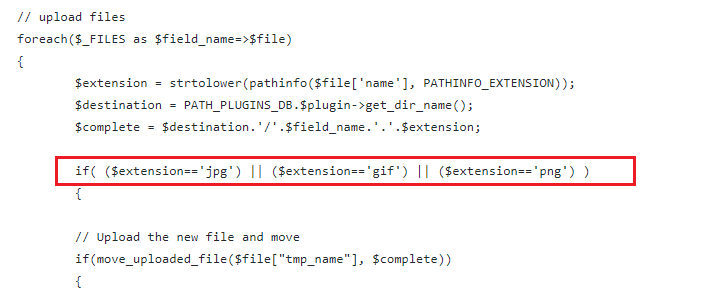 // upload files
foreach($_FILES as $field_name=>$file)
{
$extension = strtolower(pathinfo($file['name'], PATHINFO_EXTENSION));
$destination = PATH_PLUGINS_DB.$plugin->get_dir_name();
$complete = $destination.'/'.$field_name.'.'.$extension;
if( ($extension=='jpg') || ($extension=='gif') || ($extension=='png') )
{
// Upload the new file and move
if(move_uploaded_file($file["tmp_name"], $complete))
{